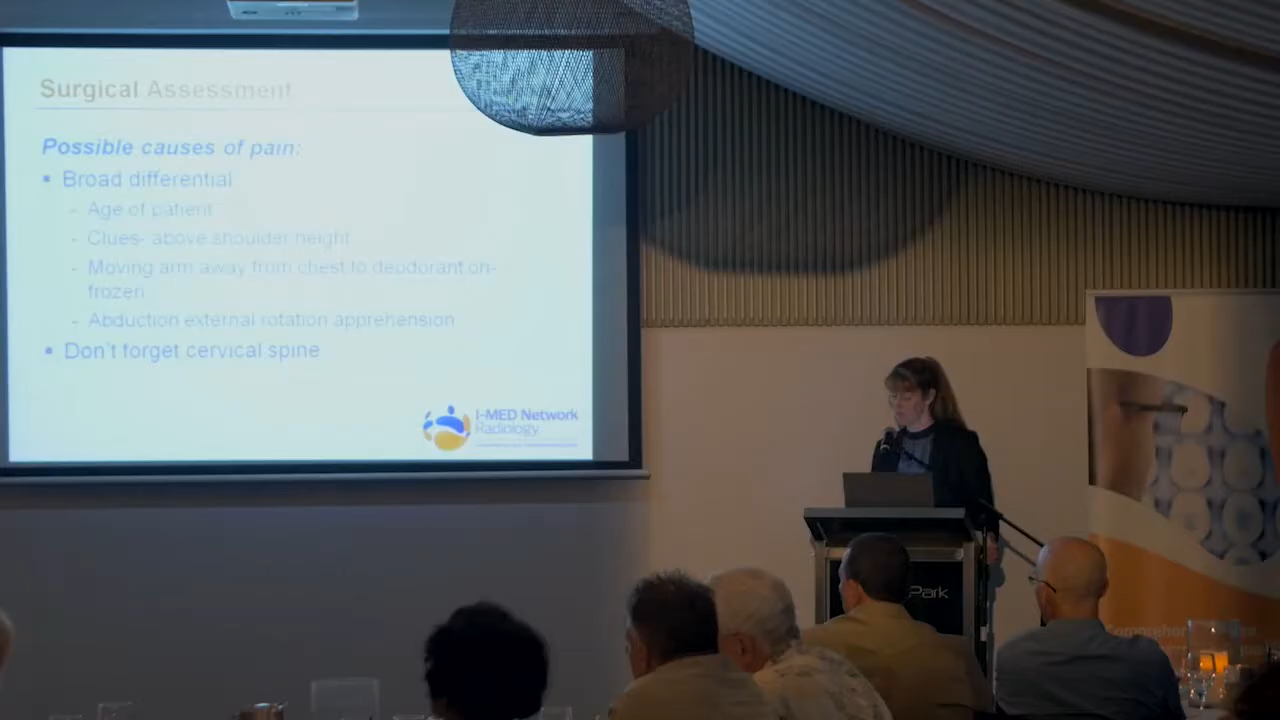 Surgical Assessment
Possible causes of pain:
▪ Broad differential
- Age of patient
- Clues- above shoulder height
- Moving arm away from chest to deodorant on-
frozen
- Abduction external rotation apprehension
▪ Don't forget cervical spine
I-MED Network
Radiology
Park